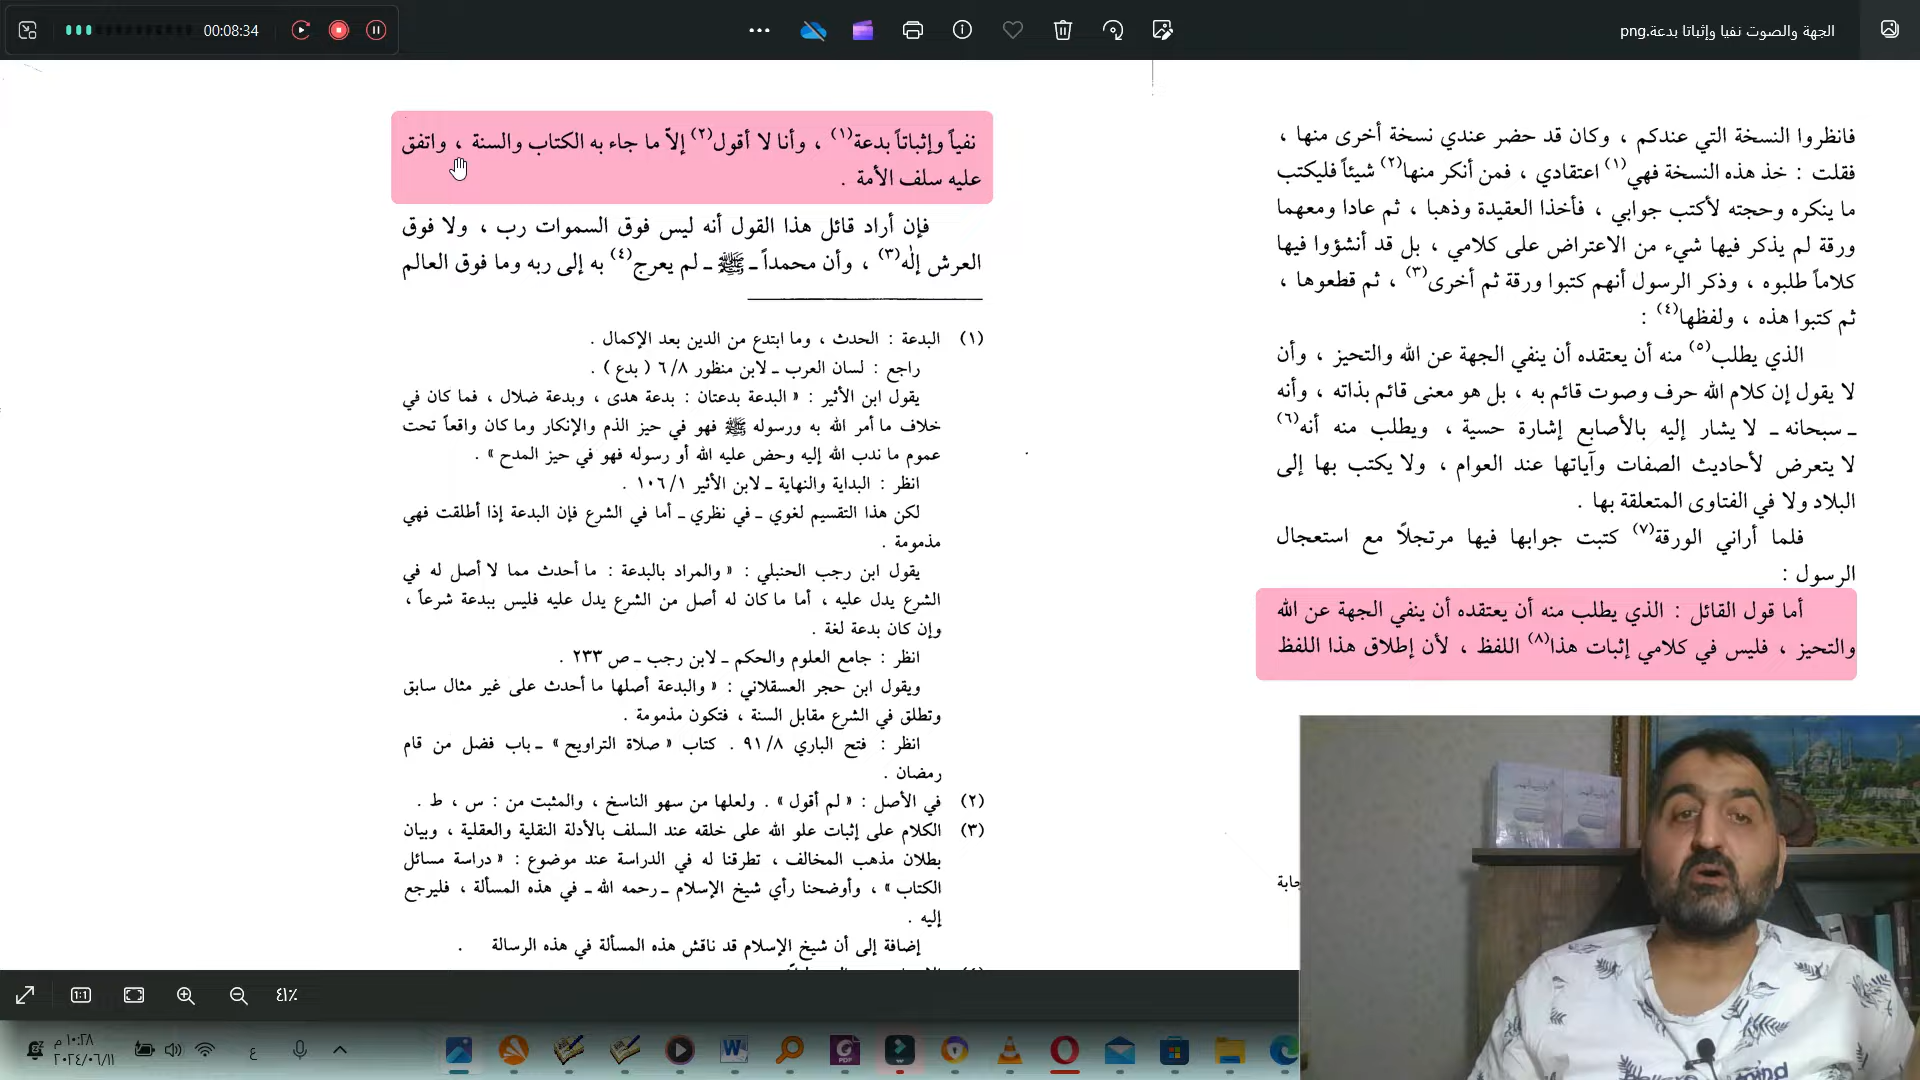 00:08:34
الجهة والصوت نفيا وإثباتا بدعة.png
فانظروا النسخة التي عندكم ، وكان قد حضر عندي نسخة أخرى منها ،
فقلت : خذ هذه النسخة فهي(١) اعتقادي ، فمن أنكر منها(٢) شيئاً فليكتب
ما ينكره وحجته لأكتب جوابي ، فأخذا العقيدة وذهبا ، ثم عادا ومعهما
ورقة لم يذكر فيها شيء من الاعتراض على كلامي ، بل قد أنشؤوا فيها
كلاماً طلبوه ، وذكر الرسول أنهم كتبوا ورقة ثم أخرى(٣) ، ثم قطعوها ،
ثم كتبوا هذه ، ولفظها(٤) :
الذي يطلب(٥) منه أن يعتقده أن ينفي الجهة عن الله والتحيز ، وأن
لا يقول إن كلام الله حرف وصوت قائم به ، بل هو معنى قائم بذاته ، وأنه
ـ سبحانه ـ لا يشار إليه بالأصابع إشارة حسية ، ويطلب منه أنه(٦)
لا يتعرض لأحاديث الصفات وآياتها عند العوام ، ولا يكتب بها إلى
البلاد ولا في الفتاوى المتعلقة بها .
فلما أراني الورقة(٧) كتبت جوابها فيها مرتجلاً مع استعجال
الرسول :
أما قول القائل : الذي يطلب منه أن يعتقده أن ينفي الجهة عن الله
والتحيز ، فليس في كلامي إثبات هذا(٨) اللفظ ، لأن إطلاق هذا اللفظ
نفياً وإثباتاً بدعة(١) ، وأنا لا أقول(٢) إلاّ ما جاء به الكتاب والسنة ، واتفق
عليه سلف الأمة .
فإن أراد قائل هذا القول أنه ليس فوق السموات رب ، ولا فوق
العرش إلٰه(٣) ، وأن محمداً ـ ﷺ ـ لم يعرج(٤) به إلى ربه وما فوق العالم
(١) البدعة : الحدث ، وما ابتدع من الدين بعد الإكمال .
راجع : لسان العرب ـ لابن منظور ٦/٨ ( بدع ) .
يقول ابن الأثير : « البدعة بدعتان : بدعة هدى ، وبدعة ضلال ، فما كان في
خلاف ما أمر الله به ورسوله ﷺ فهو في حيز الذم والإنكار وما كان واقعاً تحت
عموم ما ندب الله إليه وحض عليه الله أو رسوله فهو في حيز المدح » .
انظر : البداية والنهاية ـ لابن الأثير ١٠٦/١ .
لكن هذا التقسيم لغوي ـ في نظري ـ أما في الشرع فإن البدعة إذا أطلقت فهي
مذمومة .
يقول ابن رجب الحنبلي : « والمراد بالبدعة : ما أحدث مما لا أصل له في
الشرع يدل عليه ، أما ما كان له أصل من الشرع يدل عليه فليس ببدعة شرعاً ،
وإن كان بدعة لغة .
انظر : جامع العلوم والحكم ـ لابن رجب ـ ص ٢٣٣ .
ويقول ابن حجر العسقلاني : « والبدعة أصلها ما أحدث على غير مثال سابق
وتطلق في الشرع مقابل السنة ، فتكون مذمومة .
انظر : فتح الباري ٩١/٨ . كتاب « صلاة التراويح » ـ باب فضل من قام
رمضان .
(٢) في الأصل : « لم أقول » . ولعلها من سهو الناسخ ، والمثبت من : س ، ط .
(٣) الكلام على إثبات علو الله على خلقه عند السلف بالأدلة النقلية والعقلية ، وبيان
بطلان مذهب المخالف ، تطرقنا له في الدراسة عند موضوع : « دراسة مسائل
الكتاب » ، وأوضحنا رأي شيخ الإسلام ـ رحمه الله ـ في هذه المسألة ، فليرجع
إليه .
إضافة إلى أن شيخ الإسلام قد ناقش هذه المسألة في هذه الرسالة .
٤١٪
١٠:٢٨ م
٢٠٢٤/٠٦/١١
ع